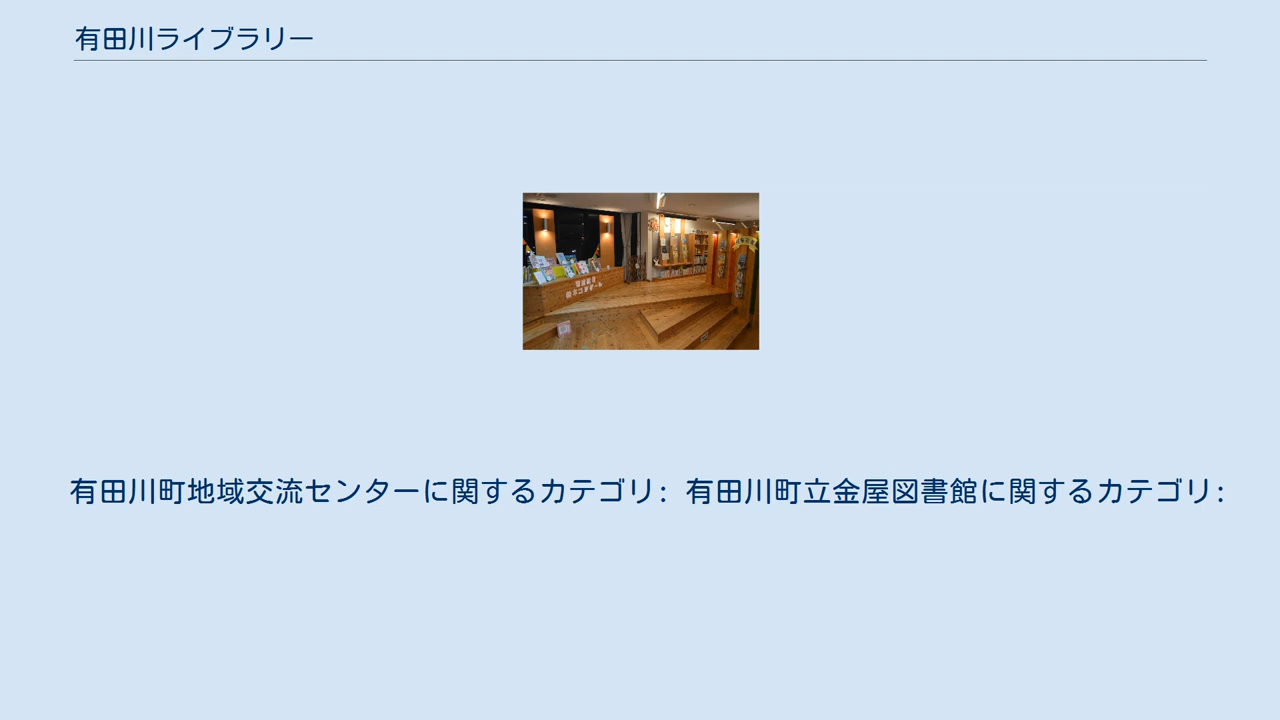 有田川ライブラリー
有田川町地域交流センターに関するカテゴリ: 有田川町立金屋図書館に関するカテゴリ: